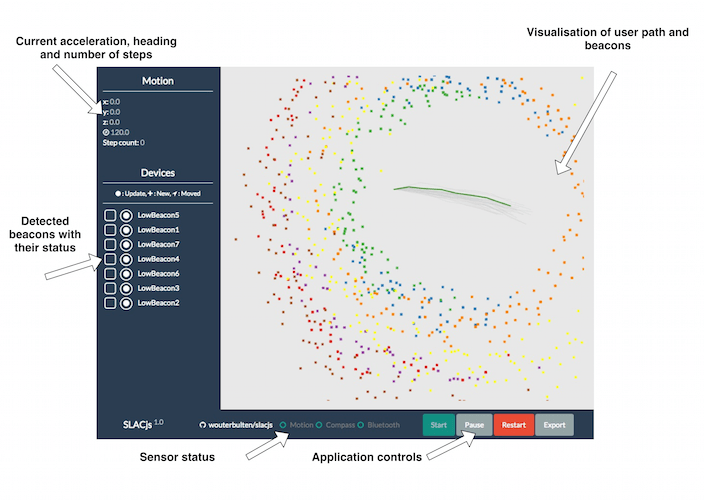 Current acceleration, heading
and number of steps
Visualisation of user path and
beacons
Motion
x: 0.0
y: 0.0
z: 0.0
120.0
Step count: 0
Devices
: Update, + : New, : Moved
Detected
beacons with
their status
LowBeacon5
LowBeacon1
LowBeacon7
LowBeacon4
LowBeacon6
LowBeacon3
LowBeacon2
SLACjs 1.0
wouterbulten/slacjs
Motion
Compass
Bluetooth
Start
Pause
Restart
Export
Sensor status
Application controls